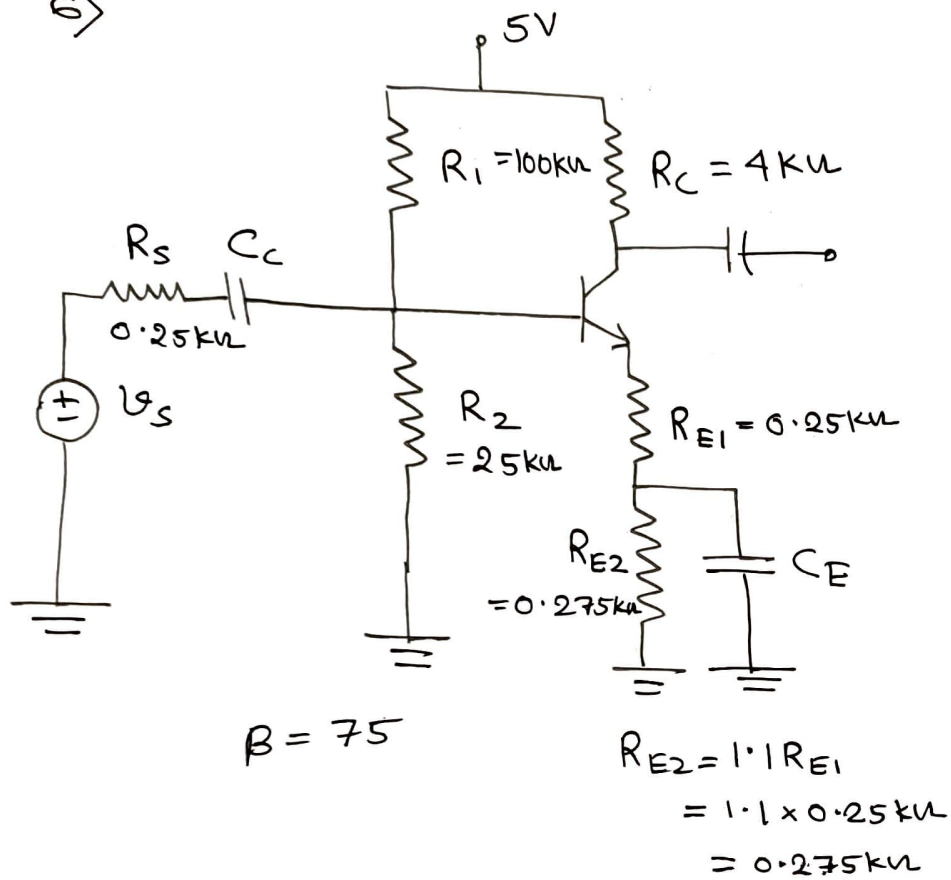 6>
5V
R1 = 100kΩ
RC = 4KΩ
RS
CC
0.25kΩ
+
−
vs
R2
= 25kΩ
RE1 = 0.25kΩ
RE2
= 0.275kΩ
CE
β = 75
RE2 = 1.1RE1
= 1.1 x 0.25kΩ
= 0.275kΩ